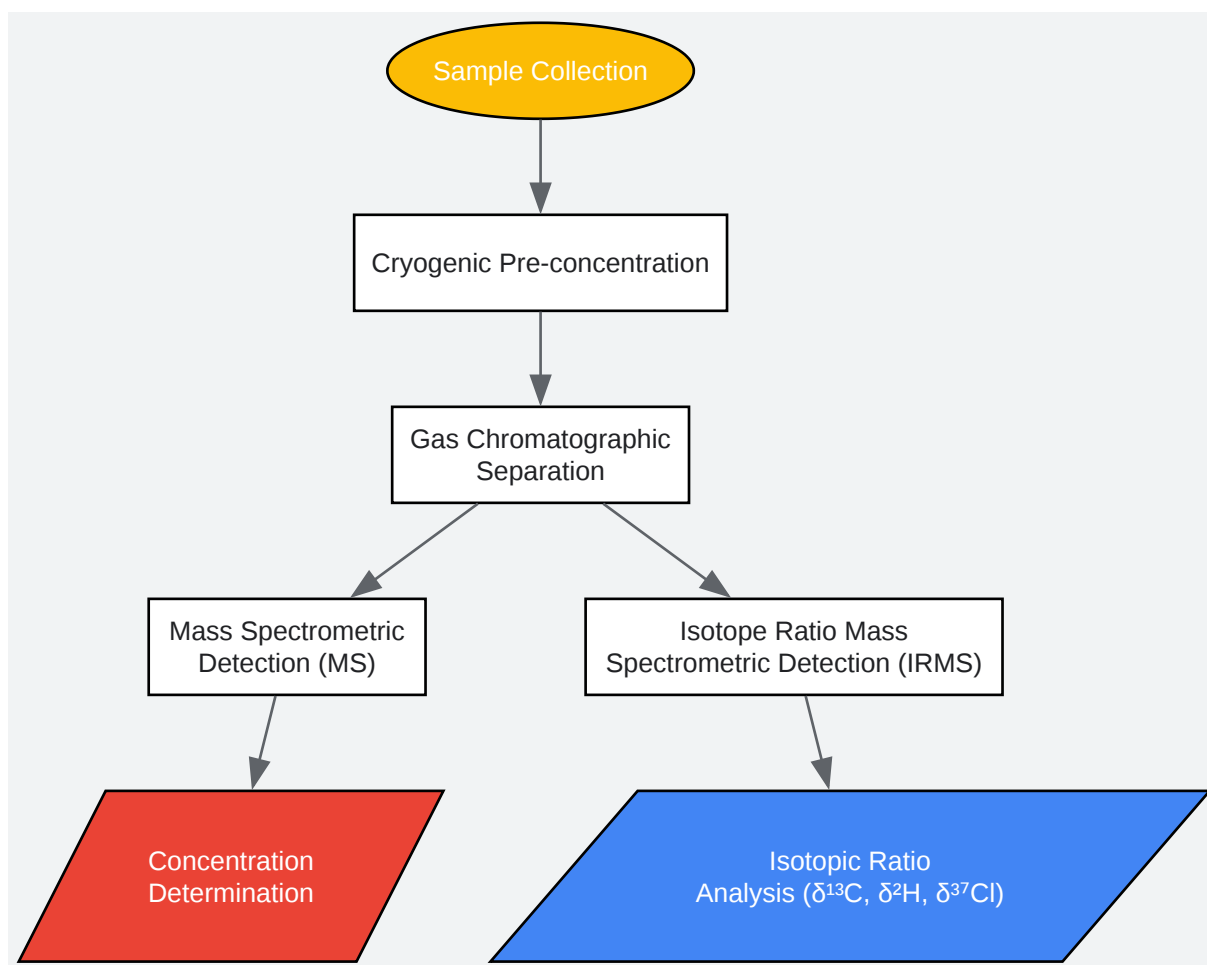 Sample Collection
Cryogenic Pre-concentration
Gas Chromatographic
Separation
Mass Spectrometric
Detection (MS)
Isotope Ratio Mass
Spectrometric Detection (IRMS)
Concentration
Determination
Isotopic Ratio
Analysis (δ¹³C, δ²H, δ³⁷Cl)